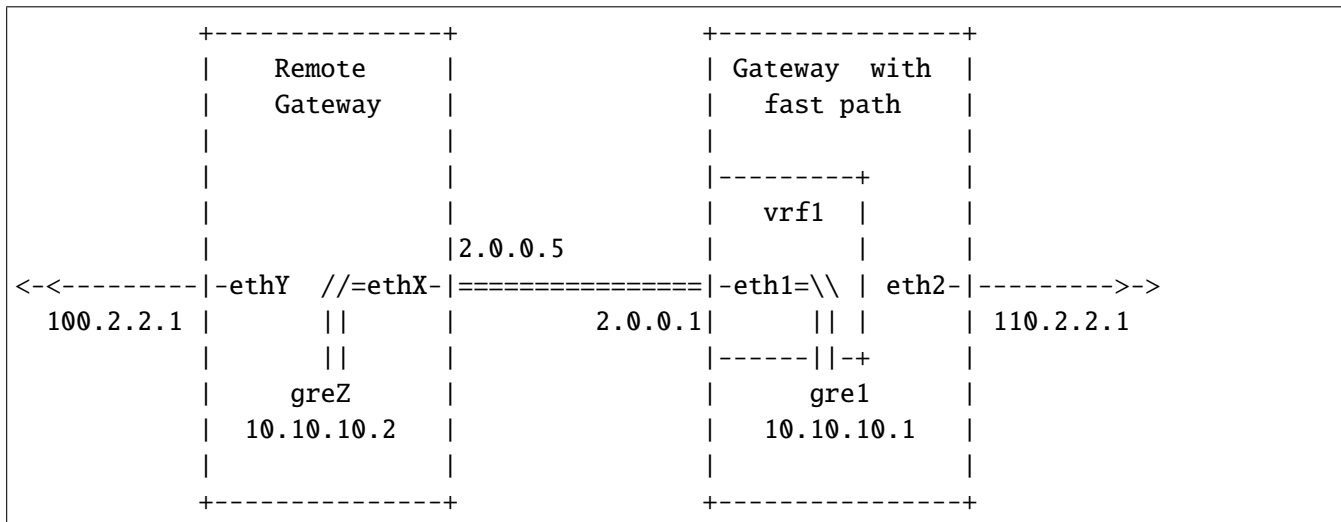 +---------------+                +----------------+
|    Remote     |                | Gateway  with  |
|    Gateway    |                |   fast path    |
|               |                |                |
|               |                |---------+      |
|               |                |   vrf1  |      |
|               |2.0.0.5         |         |      |
<-<---------|-ethY  //=ethX-|================|-eth1=\\ | eth2-|--------->->
100.2.2.1 |       ||      |         2.0.0.1|      || |      | 110.2.2.1
|       ||      |                |------||-+      |
|     greZ      |                |      gre1      |
|  10.10.10.2   |                |   10.10.10.1   |
|               |                |                |
+---------------+                +----------------+